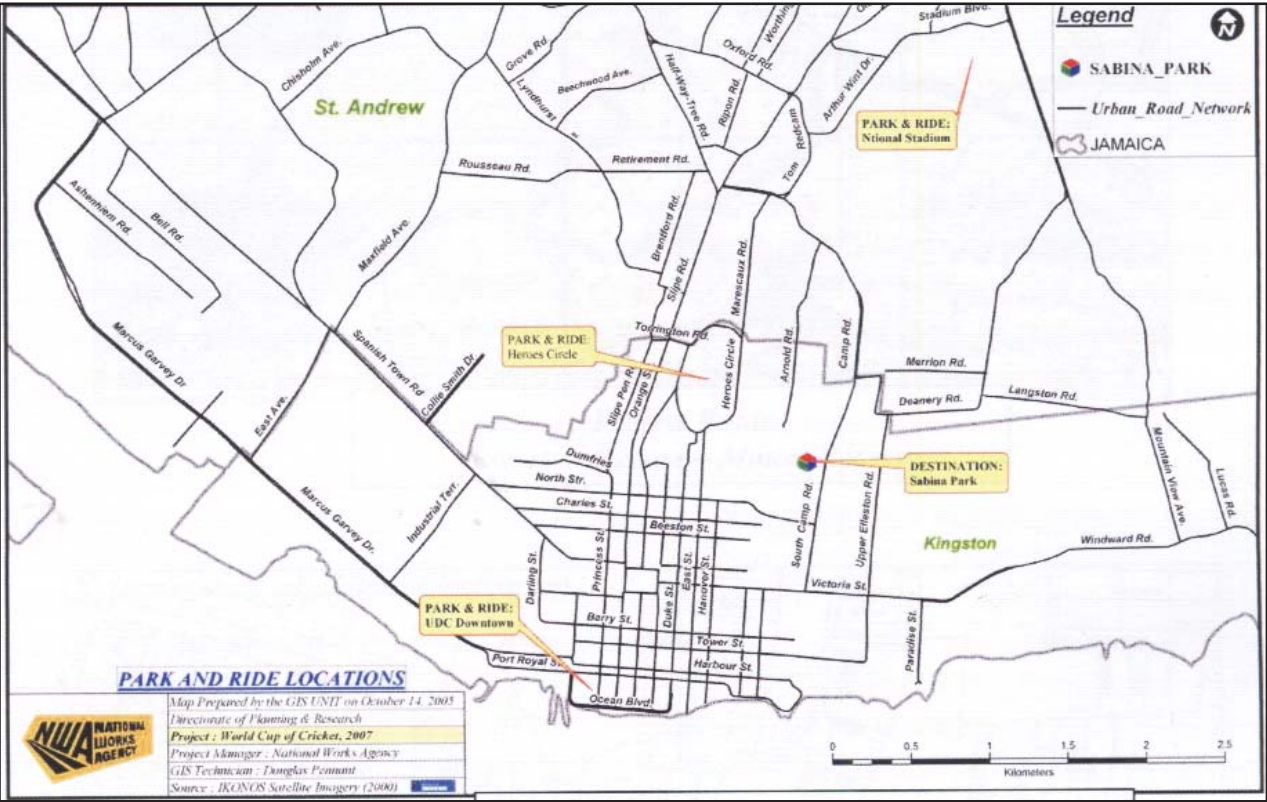 Legend
N
SABINA_PARK
Urban_Road_Network
JAMAICA
Stadium Blvd.
Grove Rd.
Chisholm Ave.
Oxford Rd.
Beechwood Ave.
Lyndhurst
Half-Way-Tree Rd.
Ripon Rd.
Arthur Wint Dr.
St. Andrew
PARK & RIDE:
Ntional Stadium
Tom Redcam
Rousseau Rd.
Retirement Rd.
Ashenhiem Rd.
Bell Rd.
Maxfield Ave.
Brentford Rd.
Slipe Rd.
Marescaux Rd.
Torrington Rd.
PARK & RIDE:
Heroes Circle
Marcus Garvey Dr
Spanish Town Rd
Collie Smith Dr
Slipe Pen R
Orange S
Heroes Circle
Arnold Rd.
Camp Rd.
Merrion Rd.
Deanery Rd.
Langston Rd.
East Ave.
Dumfries
North Str.
Charles St.
Beeston St.
DESTINATION:
Sabina Park
Mountain View Ave.
Lucas Rd.
Marcus Garvey Dr.
Industrial Terr.
South Camp Rd.
Upper Elleston Rd.
Kingston
Windward Rd.
Darling St.
Princess St.
Duke St.
East St.
Hanover St.
Victoria St.
PARK & RIDE:
UDC Downtown
Barry St.
Tower St.
Paradise St.
Port Royal St.
Harbour St.
Ocean Blvd.
PARK AND RIDE LOCATIONS
Map Prepared by the GIS UNIT on October 14, 2005
Directorate of Planning & Research
Project : World Cup of Cricket, 2007
Project Manager : National Works Agency
GIS Technician : Douglas Pennant
Source : IKONOS Satellite Imagery (2000)
NWA NATIONAL
WORKS
AGENCY
0 0.5 1 1.5 2 2.5
Kilometers